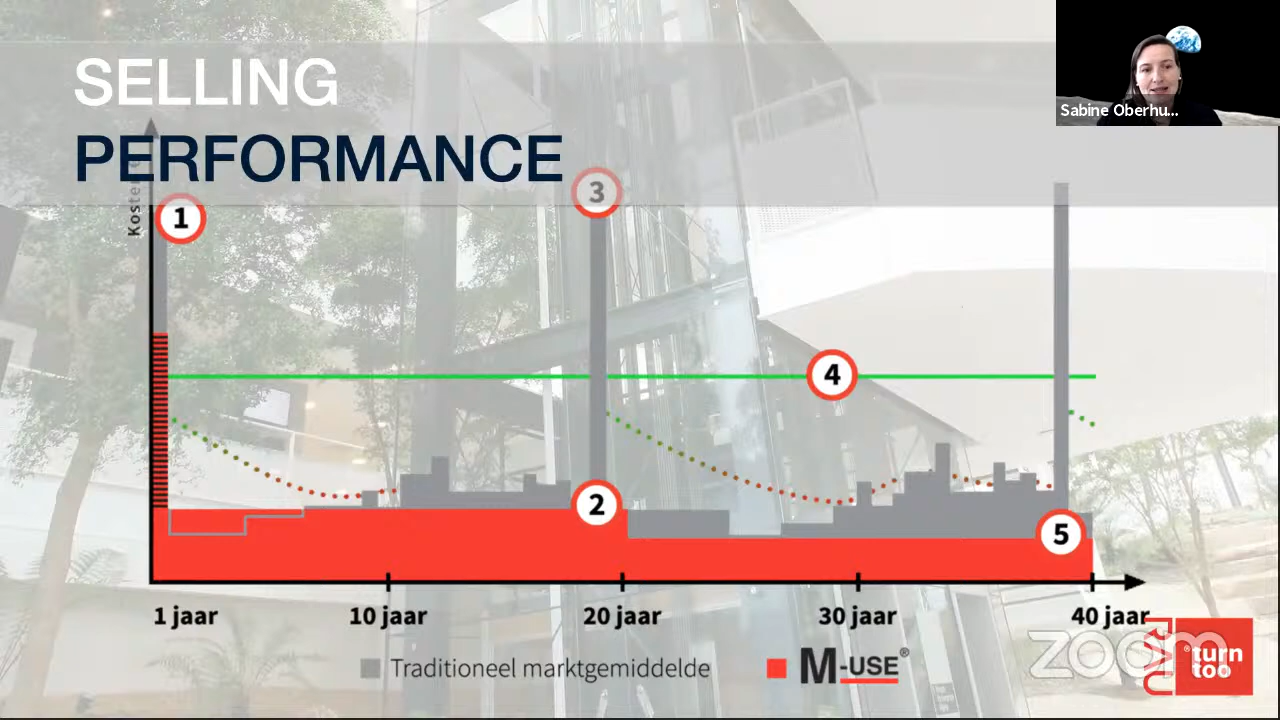 SELLING
PERFORMANCE
Sabine Oberhu...
1
3
4
2
5
1 jaar
10 jaar
20 jaar
30 jaar
40 jaar
Traditioneel marktgemiddelde
M-USE®
zoom
turn
too